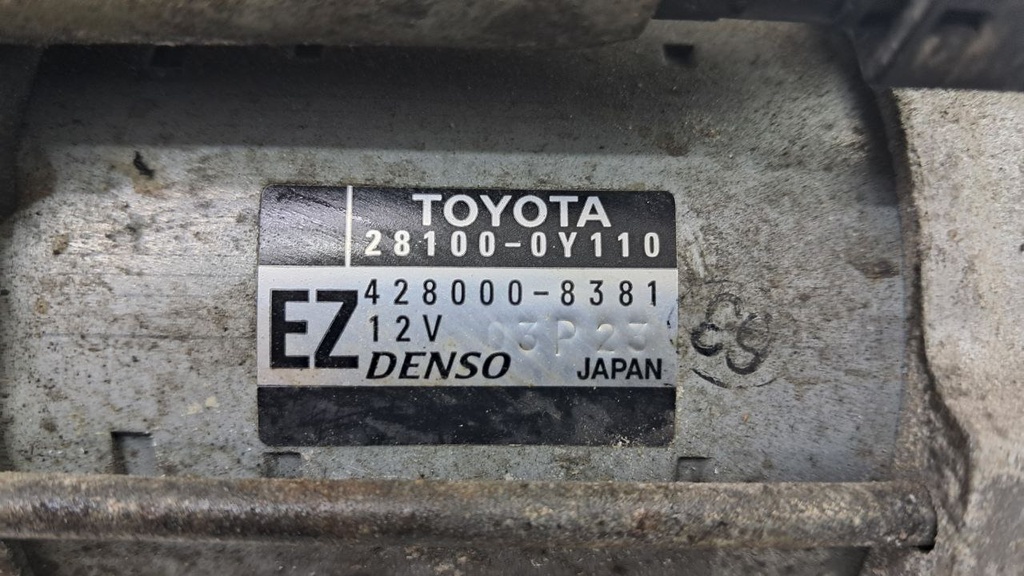 TOYOTA
28100-0Y110
EZ
428000-8381
12V 03P23
DENSO JAPAN